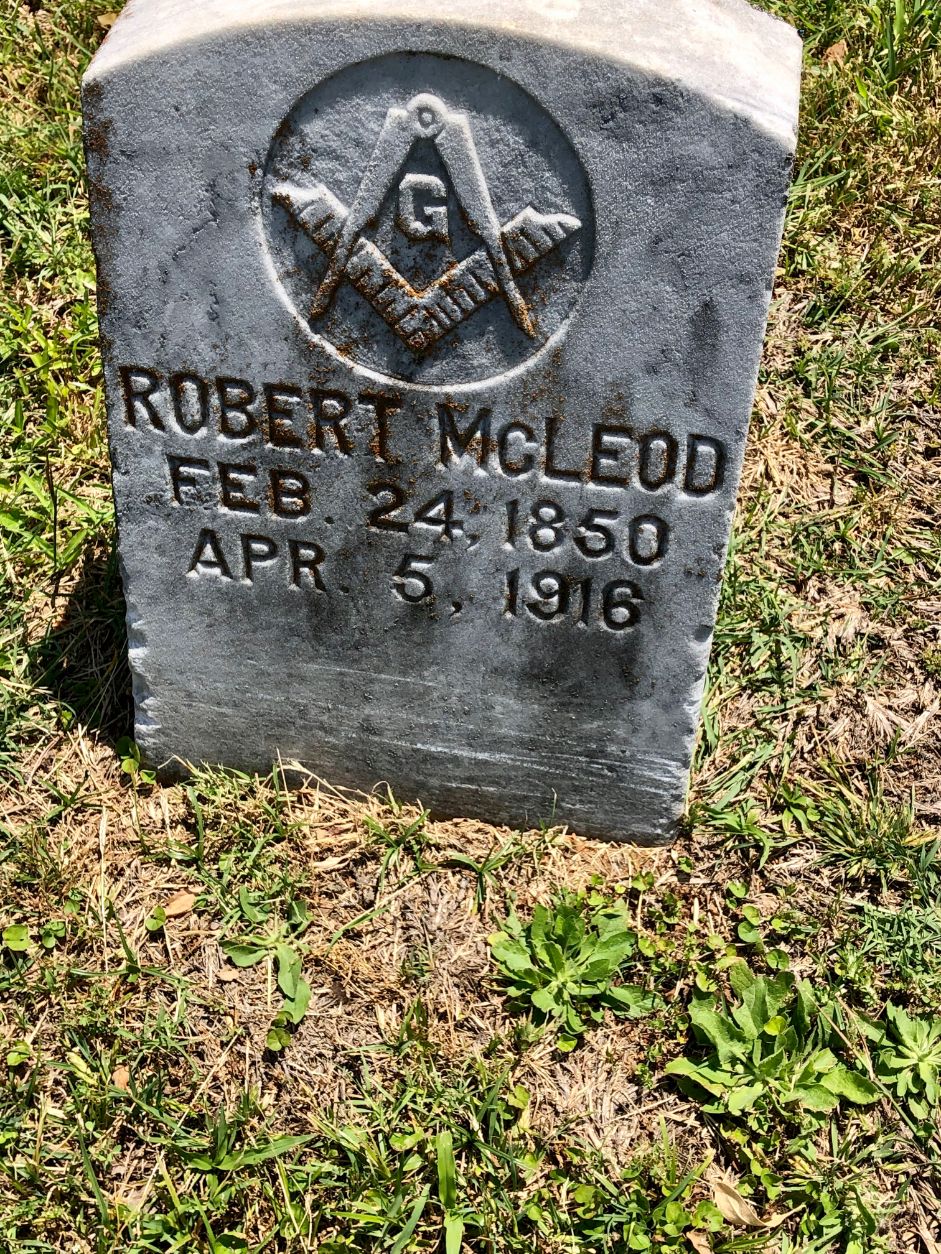 G
ROBERT McLEOD
FEB. 24, 1850
APR. 5, 1916